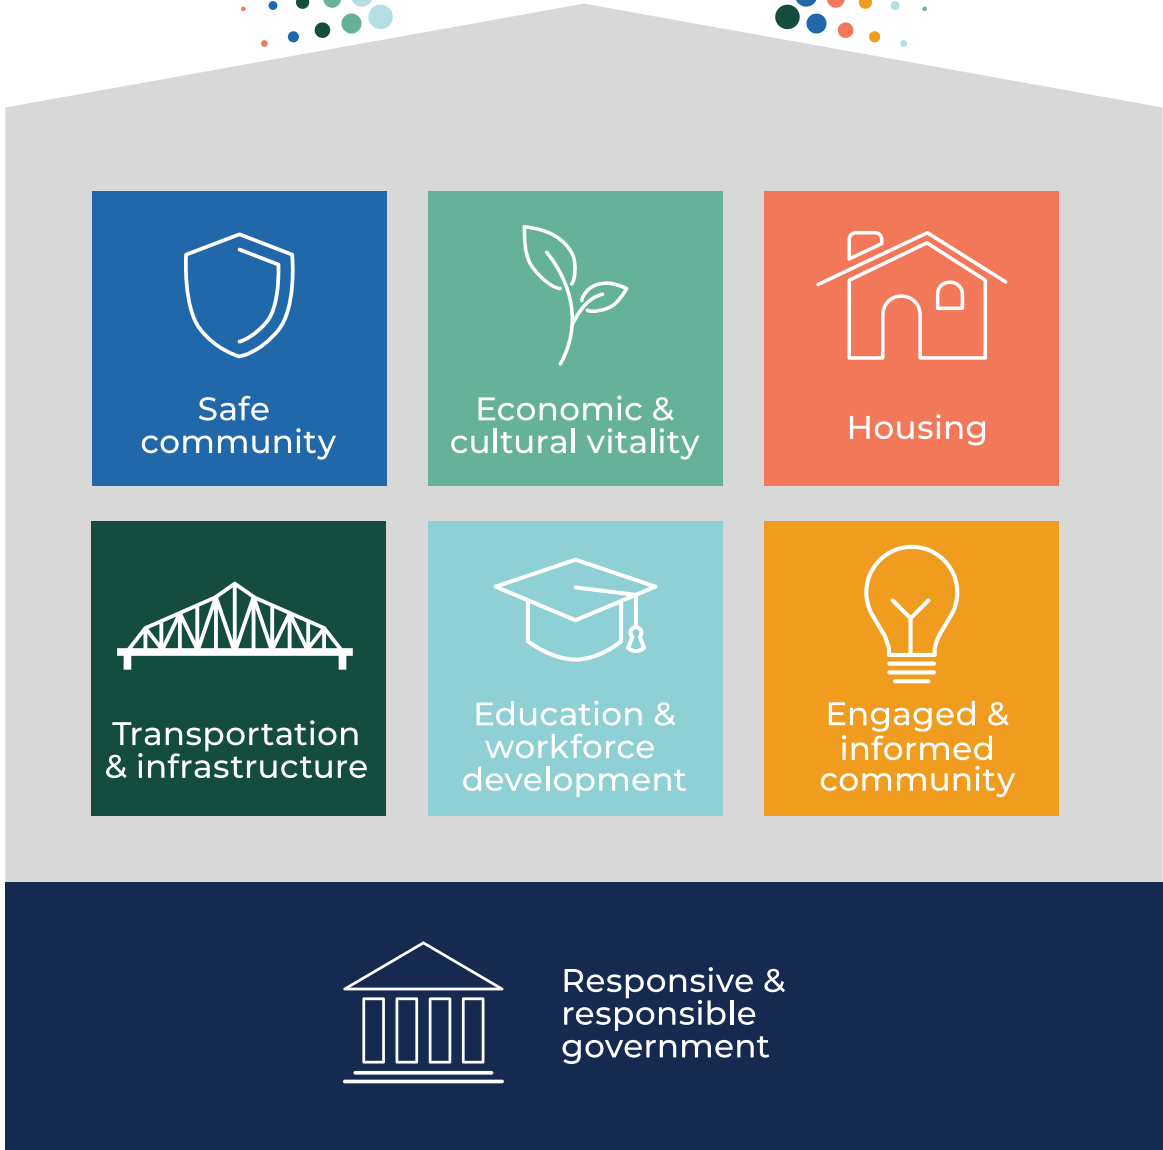 Safe
community
Economic &
cultural vitality
Housing
Transportation
& infrastructure
Education &
workforce
development
Engaged &
informed
community
Responsive &
responsible
government